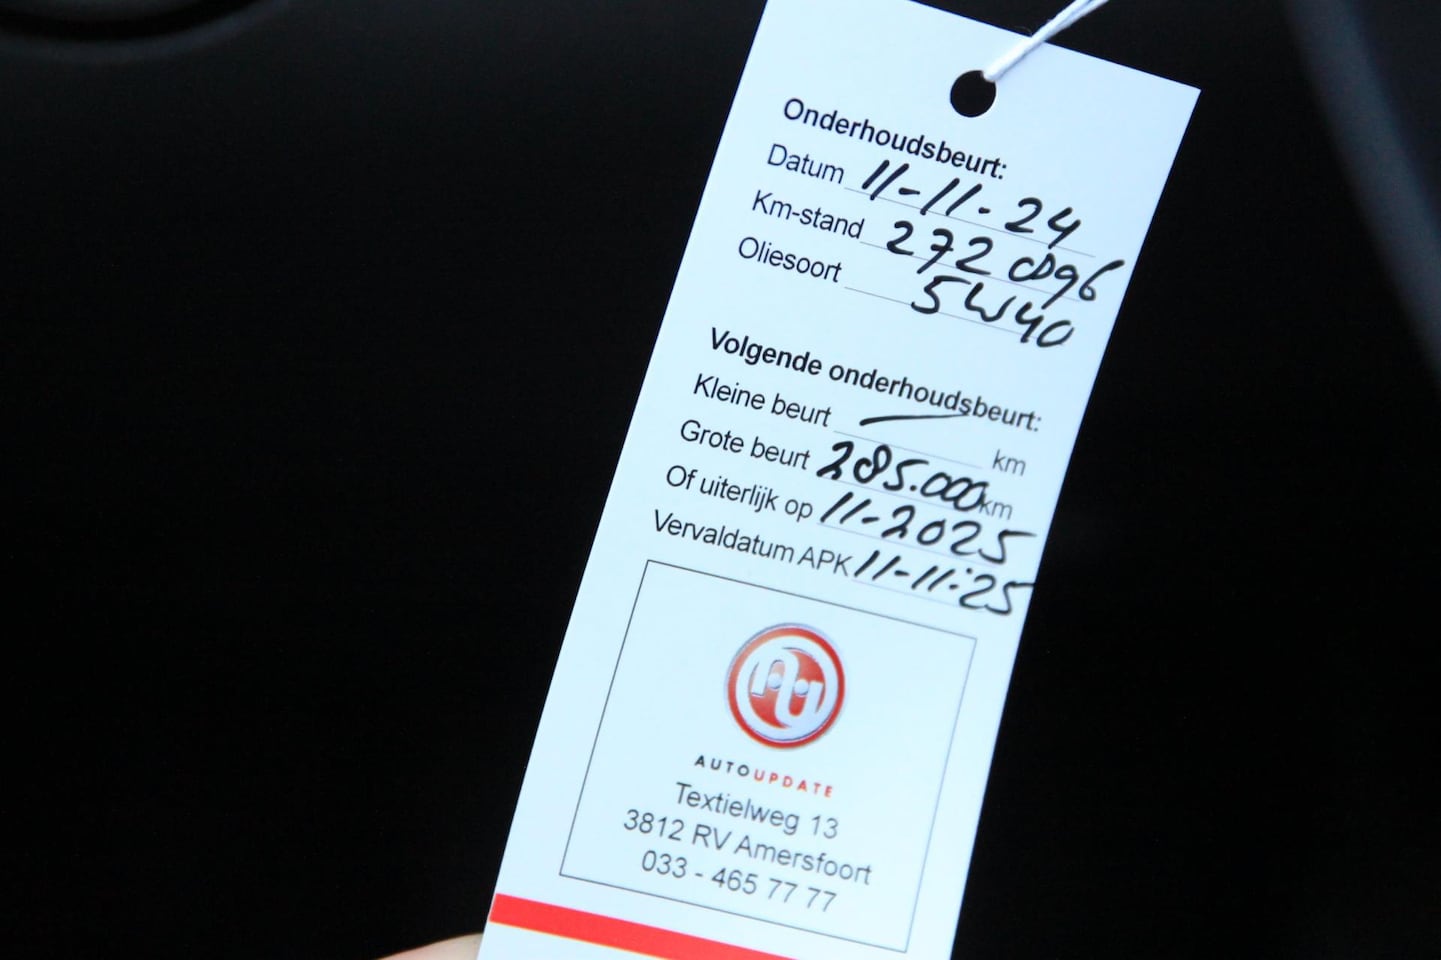 Onderhoudsbeurt:
Datum 11-11-24
Km-stand 272 096
Oliesoort 5W40
Volgende onderhoudsbeurt:
Kleine beurt — km
Grote beurt 285.000 km
Of uiterlijk op 11-2025
Vervaldatum APK 11-11-25
AU
AUTOUPDATE
Textielweg 13
3812 RV Amersfoort
033 - 465 77 77